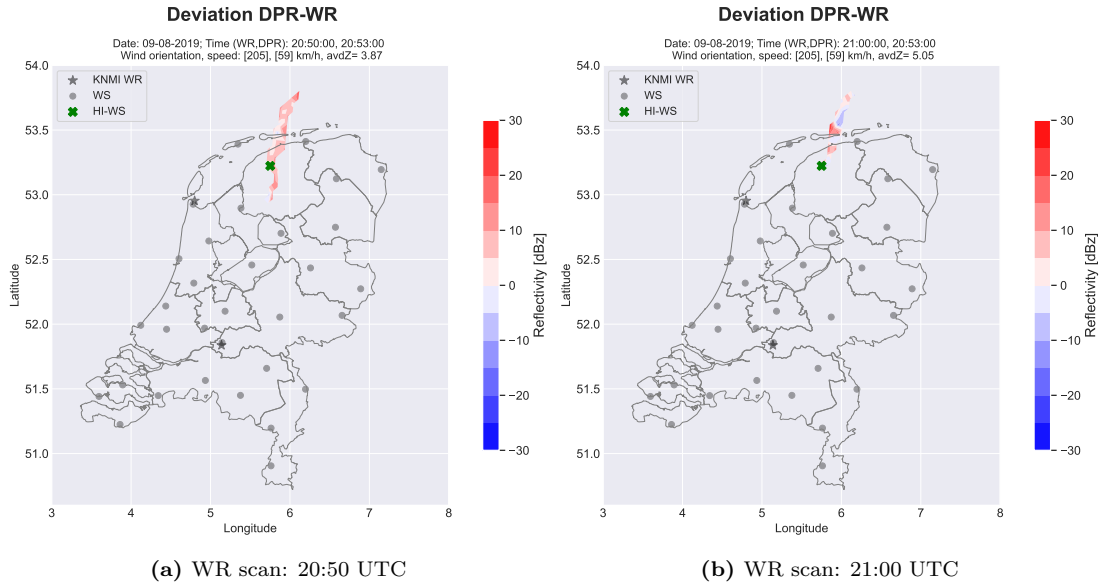 Deviation DPR-WR
Date: 09-08-2019; Time (WR,DPR): 20:50:00, 20:53:00
Wind orientation, speed: [205], [59] km/h, avdZ= 3.87
54.0
53.5
53.0
52.5
52.0
51.5
51.0
Latitude
KNMI WR
WS
HI-WS
3
4
5
6
7
8
Longitude
30
20
10
0
−10
−20
−30
Reflectivity [dBz]
(a) WR scan: 20:50 UTC
Deviation DPR-WR
Date: 09-08-2019; Time (WR,DPR): 21:00:00, 20:53:00
Wind orientation, speed: [205], [59] km/h, avdZ= 5.05
54.0
53.5
53.0
52.5
52.0
51.5
51.0
Latitude
KNMI WR
WS
HI-WS
3
4
5
6
7
8
Longitude
30
20
10
0
−10
−20
−30
Reflectivity [dBz]
(b) WR scan: 21:00 UTC